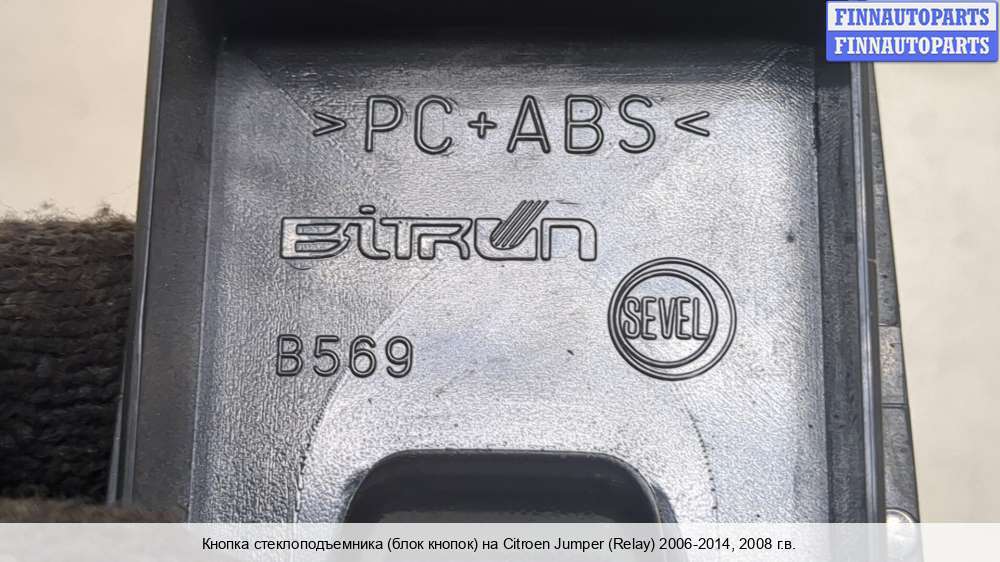 FINNAUTOPARTS
FINNAUTOPARTS
>PC+ABS<
BiTRON
SEVEL
B569
Кнопка стеклоподъемника (блок кнопок) на Citroen Jumper (Relay) 2006-2014, 2008 г.в.